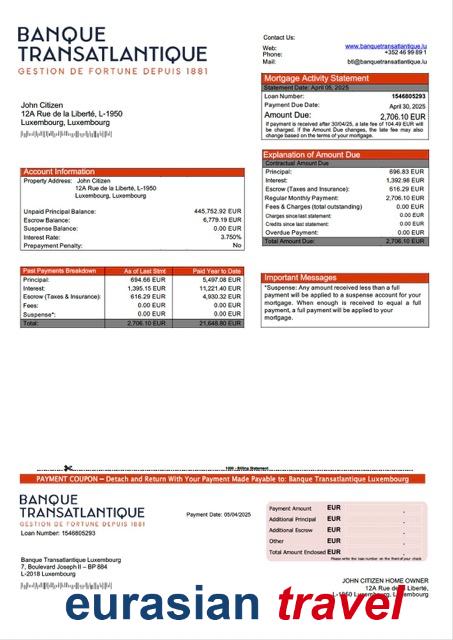 BANQUE
TRANSATLANTIQUE
GESTION DE FORTUNE DEPUIS 1881
Contact Us:
Web: www.banquetransatlantique.lu
Phone: +352 46 99 89 1
Mail: btl@banquetransatlantique.lu
Mortgage Activity Statement
Statement Date: April 05, 2025
Loan Number: 1546805293
Payment Due Date: April 30, 2025
Amount Due: 2,706.10 EUR
If payment is received after 30/04/25, a late fee of 104.49 EUR will
be charged. If the Amount Due changes, the late fee may also
change based on the terms of your mortgage.
John Citizen
12A Rue de la Liberté, L-1950
Luxembourg, Luxembourg
Explanation of Amount Due
Contractual Amount Due
Principal: 696.83 EUR
Interest: 1,392.98 EUR
Escrow (Taxes and Insurance): 616.29 EUR
Regular Monthly Payment: 2,706.10 EUR
Fees & Charges (total outstanding) 0.00 EUR
Charges since last statement: 0.00 EUR
Credits since last statement: 0.00 EUR
Overdue Payment: 0.00 EUR
Total Amount Due: 2,706.10 EUR
Account Information
Property Address: John Citizen
12A Rue de la Liberté, L-1950
Luxembourg, Luxembourg
Unpaid Principal Balance: 445,752.92 EUR
Escrow Balance: 6,779.19 EUR
Suspense Balance: 0.00 EUR
Interest Rate: 3.750%
Prepayment Penalty: No
Past Payments Breakdown As of Last Stmt Paid Year to Date
Principal: 694.66 EUR 5,497.08 EUR
Interest: 1,395.15 EUR 11,221.40 EUR
Escrow (Taxes & Insurance): 616.29 EUR 4,930.32 EUR
Fees: 0.00 EUR 0.00 EUR
Suspense*: 0.00 EUR 0.00 EUR
Total: 2,706.10 EUR 21,648.80 EUR
Important Messages
*Suspense: Any amount received less than a full
payment will be applied to a suspense account for your
mortgage. When enough is received to equal a full
payment, a full payment will be applied to your
mortgage.
Billing Statement
PAYMENT COUPON – Detach and Return With Your Payment Made Payable to: Banque Transatlantique Luxembourg
BANQUE
TRANSATLANTIQUE
GESTION DE FORTUNE DEPUIS 1881
Loan Number: 1546805293
Payment Date: 05/04/2025
Payment Amount EUR .
Additional Principal EUR .
Additional Escrow EUR .
Other EUR .
Total Amount Enclosed EUR .
Please write the loan number on the front of your check.
Banque Transatlantique Luxembourg
7, Boulevard Joseph II – BP 884
L-2018 Luxembourg
JOHN CITIZEN HOME OWNER
12A Rue de la Liberté,
L-1950 Luxembourg, Luxembourg
eurasian travel